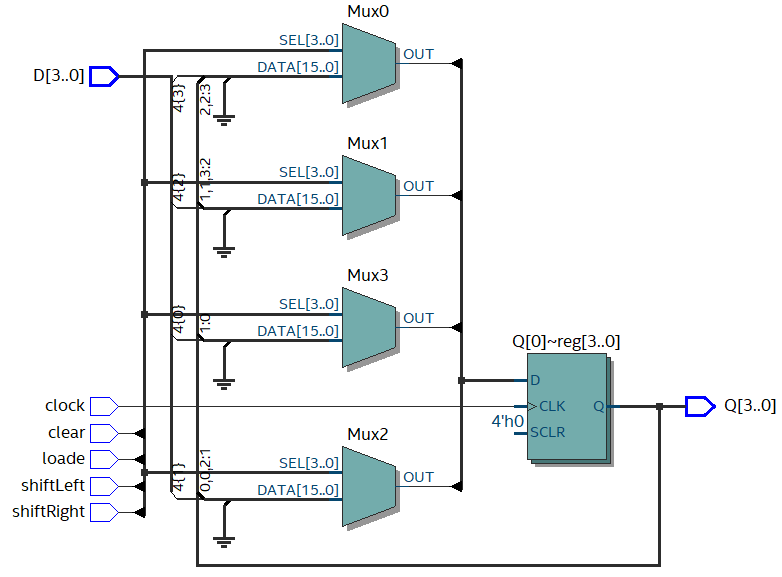 Mux0
SEL[3..0]
OUT
DATA[15..0]
D[3..0]
4{3}
2,2:3
Mux1
SEL[3..0]
OUT
DATA[15..0]
4{2}
1,1,3:2
Mux3
SEL[3..0]
OUT
DATA[15..0]
4{0}
1:0
Q[0]~reg[3..0]
D
clock
CLK
Q
Q[3..0]
4'h0
SCLR
clear
loade
shiftLeft
shiftRight
Mux2
SEL[3..0]
OUT
DATA[15..0]
4{1}
0,0,2:1